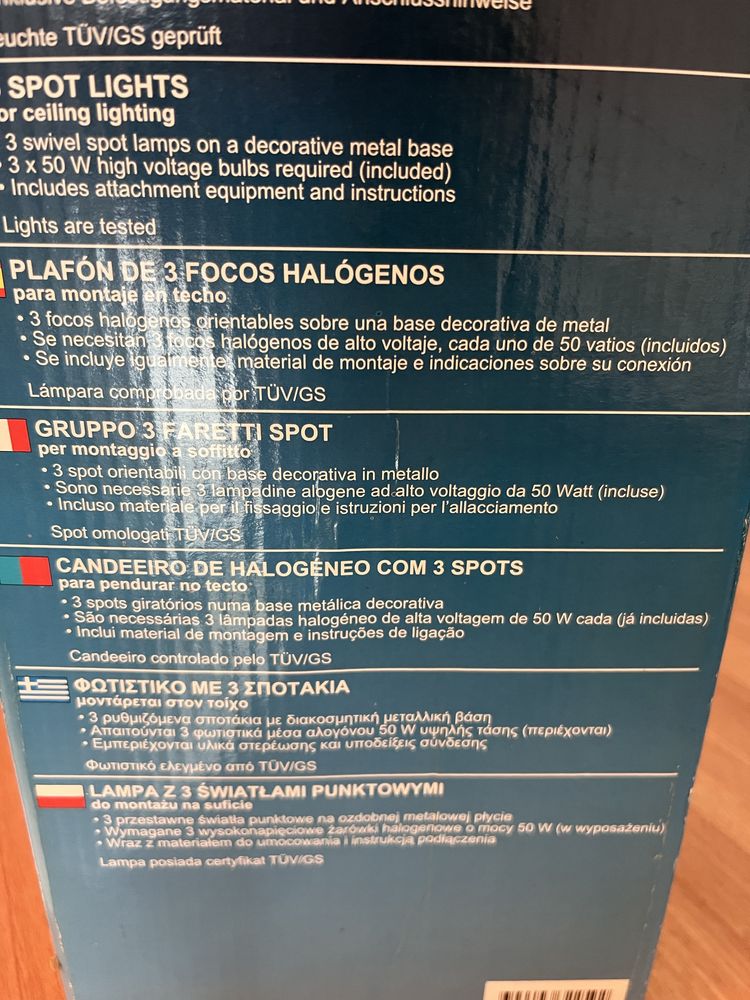 Anschlusshinweise
TÜV/GS geprüft
SPOT LIGHTS
ceiling lighting
3 swivel spot lamps on a decorative metal base
• 3 x 50 W high voltage bulbs required (included)
• Includes attachment equipment and instructions
Lights are tested
PLAFÓN DE 3 FOCOS HALÓGENOS
para montaje en techo
• 3 focos halógenos orientables sobre una base decorativa de metal
• Se necesitan 3 focos halógenos de alto voltaje, cada uno de 50 vatios (incluidos)
• Se incluye igualmente material de montaje e indicaciones sobre su conexión
Lámpara comprobada por TÜV/GS
GRUPPO 3 FARETTI SPOT
per montaggio a soffitto
• 3 spot orientabili con base decorativa in metallo
• Sono necessarie 3 lampadine alogene ad alto voltaggio da 50 Watt (incluse)
• Incluso materiale per il fissaggio e istruzioni per l'allacciamento
Spot omologati TÜV/GS
CANDEEIRO DE HALOGÉNEO COM 3 SPOTS
para pendurar no tecto
• 3 spots giratórios numa base metálica decorativa
• São necessárias 3 lâmpadas halogéneo de alta voltagem de 50 W cada (já incluidas)
• Inclui material de montagem e instruções de ligação
Candeeiro controlado pelo TÜV/GS
ΦΩΤΙΣΤΙΚΟ ΜΕ 3 ΣΠΟΤΑΚΙΑ
μοντάρεται στον τοίχο
• 3 ρυθμιζόμενα σποτάκια με διακοσμητική μεταλλική βάση
• Απαιτούνται 3 φωτιστικά μέσα αλογόνου 50 W υψηλής τάσης (περιέχονται)
• Εμπεριέχονται υλικά στερέωσης και υποδείξεις σύνδεσης
Φωτιστικό ελεγμένο από TÜV/GS
LAMPA Z 3 ŚWIATŁAMI PUNKTOWYMI
do montażu na suficie
• 3 przestawne światła punktowe na ozdobnej metalowej płycie
• Wymagane 3 wysokonapięciowe żarówki halogenowe o mocy 50 W (w wyposażeniu)
• Wraz z materiałem do umocowania i instrukcją podłączenia
Lampa posiada certyfikat TÜV/GS